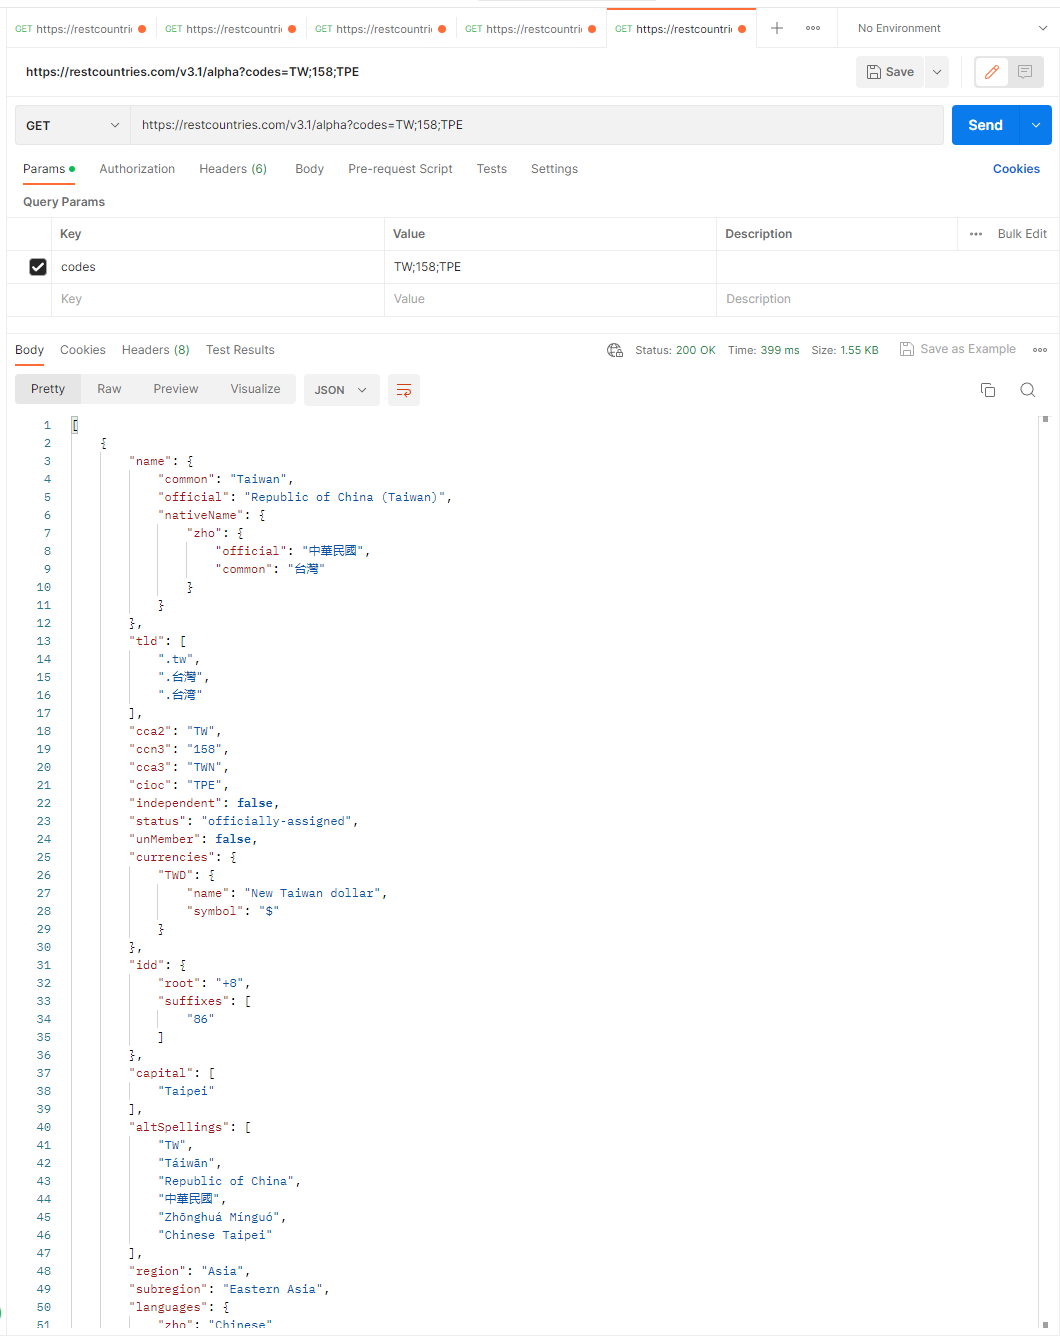 GET https://restcountri GET https://restcountri GET https://restcountri GET https://restcountri GET https://restcountri No Environment
https://restcountries.com/v3.1/alpha?codes=TW;158;TPE Save
GET https://restcountries.com/v3.1/alpha?codes=TW;158;TPE Send
Params Authorization Headers (6) Body Pre-request Script Tests Settings Cookies
Query Params
Key Value Description Bulk Edit
codes TW;158;TPE
Key Value Description
Body Cookies Headers (8) Test Results Status: 200 OK Time: 399 ms Size: 1.55 KB Save as Example
Pretty Raw Preview Visualize JSON
1 [
2 {
3 "name": {
4 "common": "Taiwan",
5 "official": "Republic of China (Taiwan)",
6 "nativeName": {
7 "zho": {
8 "official": "中華民國",
9 "common": "台灣"
10 }
11 }
12 },
13 "tld": [
14 ".tw",
15 ".台灣",
16 ".台湾"
17 ],
18 "cca2": "TW",
19 "ccn3": "158",
20 "cca3": "TWN",
21 "cioc": "TPE",
22 "independent": false,
23 "status": "officially-assigned",
24 "unMember": false,
25 "currencies": {
26 "TWD": {
27 "name": "New Taiwan dollar",
28 "symbol": "$"
29 }
30 },
31 "idd": {
32 "root": "+8",
33 "suffixes": [
34 "86"
35 ]
36 },
37 "capital": [
38 "Taipei"
39 ],
40 "altSpellings": [
41 "TW",
42 "Táiwān",
43 "Republic of China",
44 "中華民國",
45 "Zhōnghuá Mínguó",
46 "Chinese Taipei"
47 ],
48 "region": "Asia",
49 "subregion": "Eastern Asia",
50 "languages": {
51 "zho": "Chinese"